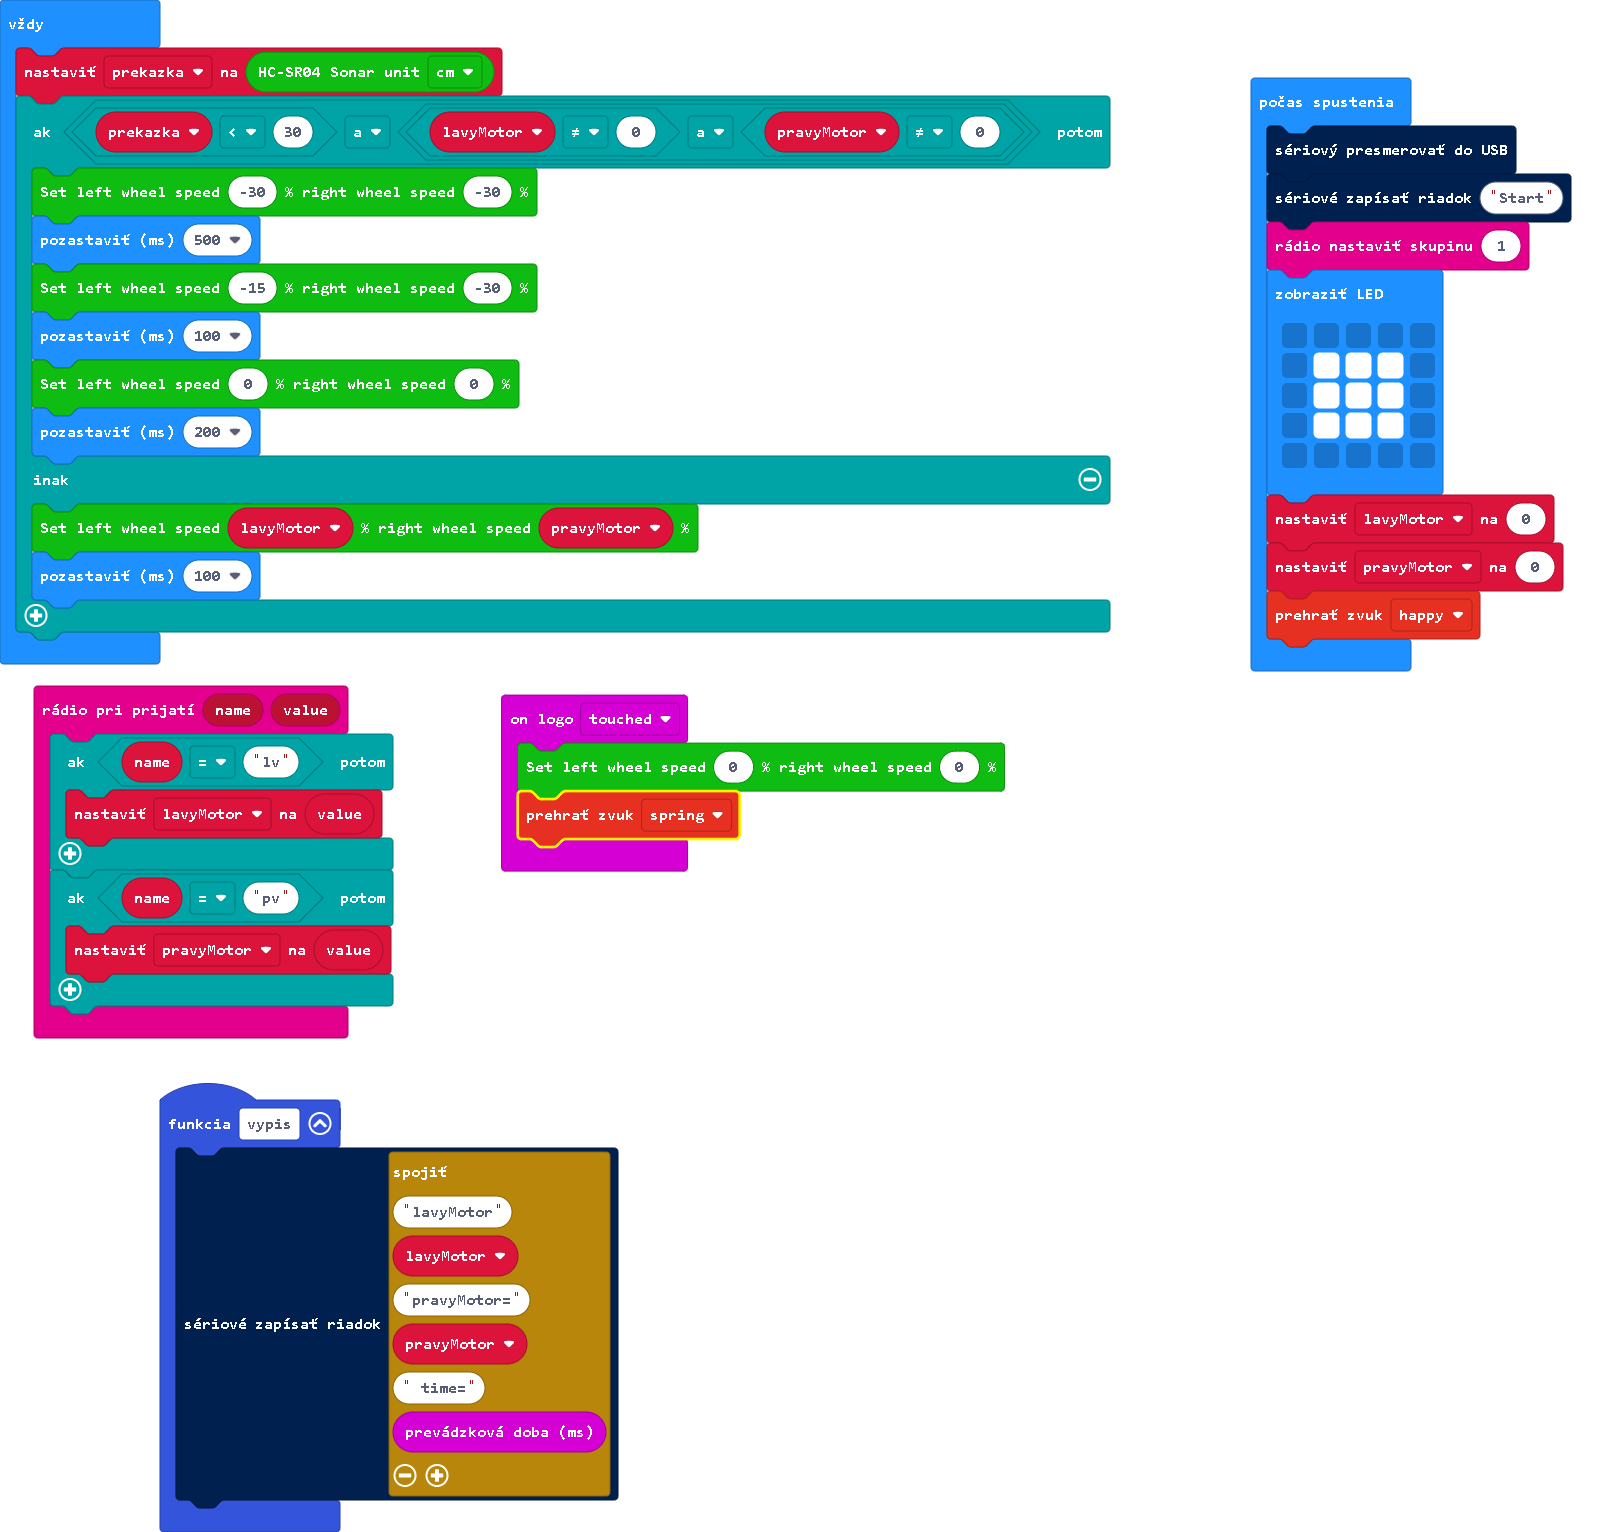 vždy
nastaviť prekazka na HC-SR04 Sonar unit cm
ak prekazka < 30 a lavyMotor ≠ 0 a pravyMotor ≠ 0 potom
Set left wheel speed -30 % right wheel speed -30 %
pozastaviť (ms) 500
Set left wheel speed -15 % right wheel speed -30 %
pozastaviť (ms) 100
Set left wheel speed 0 % right wheel speed 0 %
pozastaviť (ms) 200
inak
Set left wheel speed lavyMotor % right wheel speed pravyMotor %
pozastaviť (ms) 100
počas spustenia
sériový presmerovať do USB
sériové zapísať riadok "Start"
rádio nastaviť skupinu 1
zobraziť LED
nastaviť lavyMotor na 0
nastaviť pravyMotor na 0
prehrať zvuk happy
rádio pri prijatí name value
ak name = "lv" potom
nastaviť lavyMotor na value
ak name = "pv" potom
nastaviť pravyMotor na value
on logo touched
Set left wheel speed 0 % right wheel speed 0 %
prehrať zvuk spring
funkcia vypis
sériové zapísať riadok
spojiť
"lavyMotor"
lavyMotor
"pravyMotor="
pravyMotor
" time="
prevádzková doba (ms)